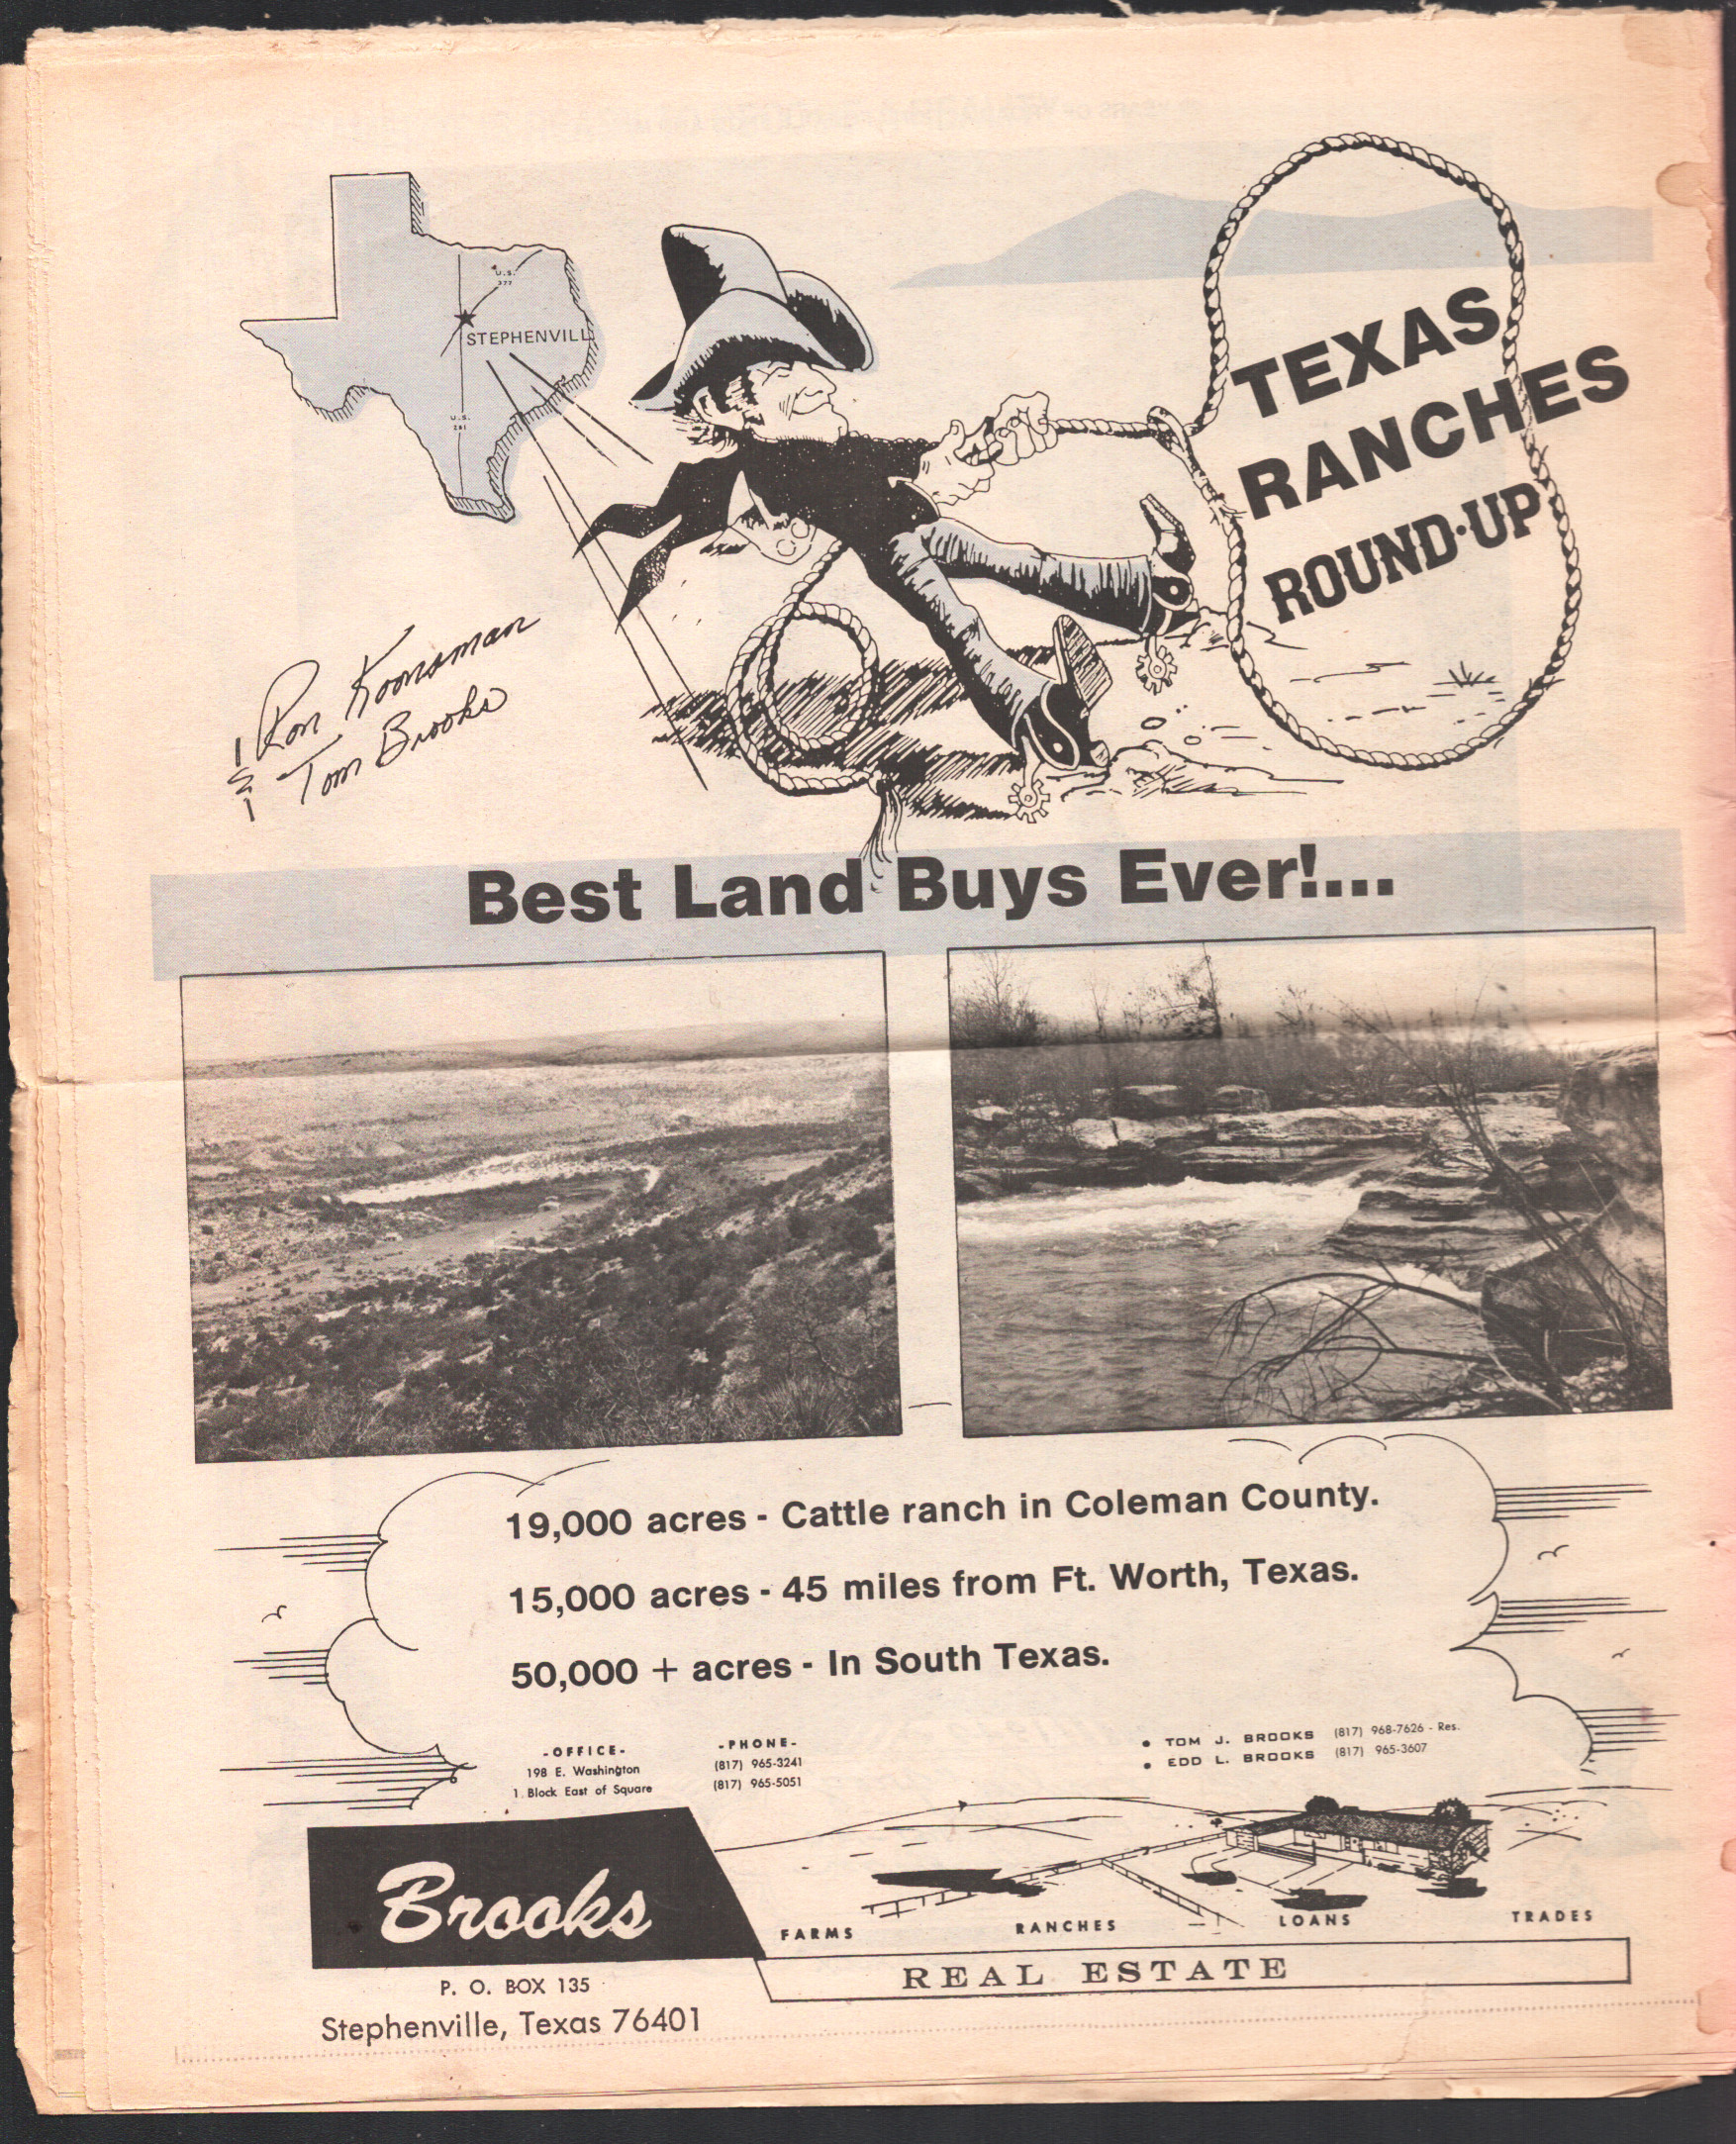 U.S.
377
STEPHENVILLE
U.S.
281
TEXAS
RANCHES
ROUND-UP
Ron Koonsman
& Tom Brooks
Best Land Buys Ever!...
19,000 acres - Cattle ranch in Coleman County.
15,000 acres - 45 miles from Ft. Worth, Texas.
50,000 + acres - In South Texas.
-OFFICE-
198 E. Washington
1 Block East of Square
-PHONE-
(817) 965-3241
(817) 965-5051
• TOM J. BROOKS (817) 968-7626 - Res.
• EDD L. BROOKS (817) 965-3607
Brooks
FARMS RANCHES LOANS TRADES
REAL ESTATE
P. O. BOX 135
Stephenville, Texas 76401